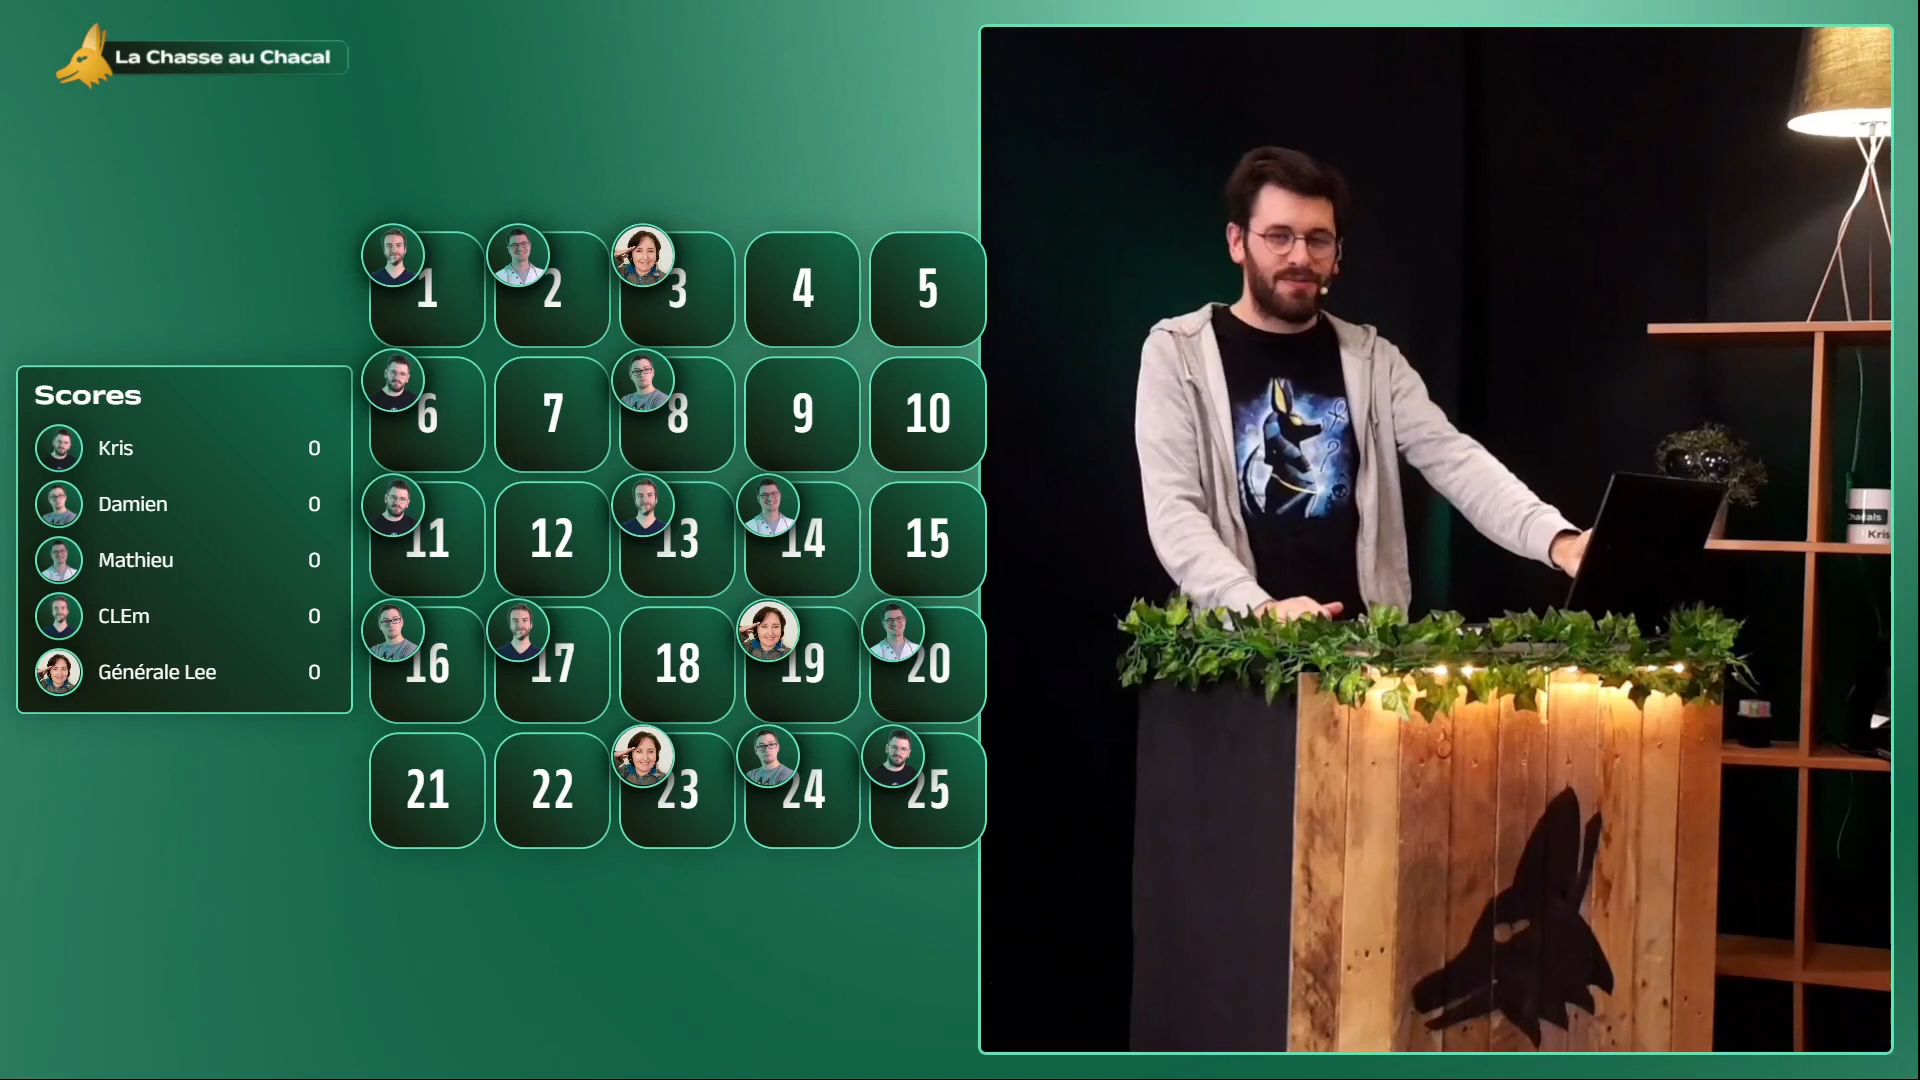 La Chasse au Chacal
1 2 3 4 5
Scores
Kris 0
Damien 0
Mathieu 0
CLEm 0
Générale Lee 0
6 7 8 9 10
11 12 13 14 15
16 17 18 19 20
21 22 23 24 25
Chacals
Kris